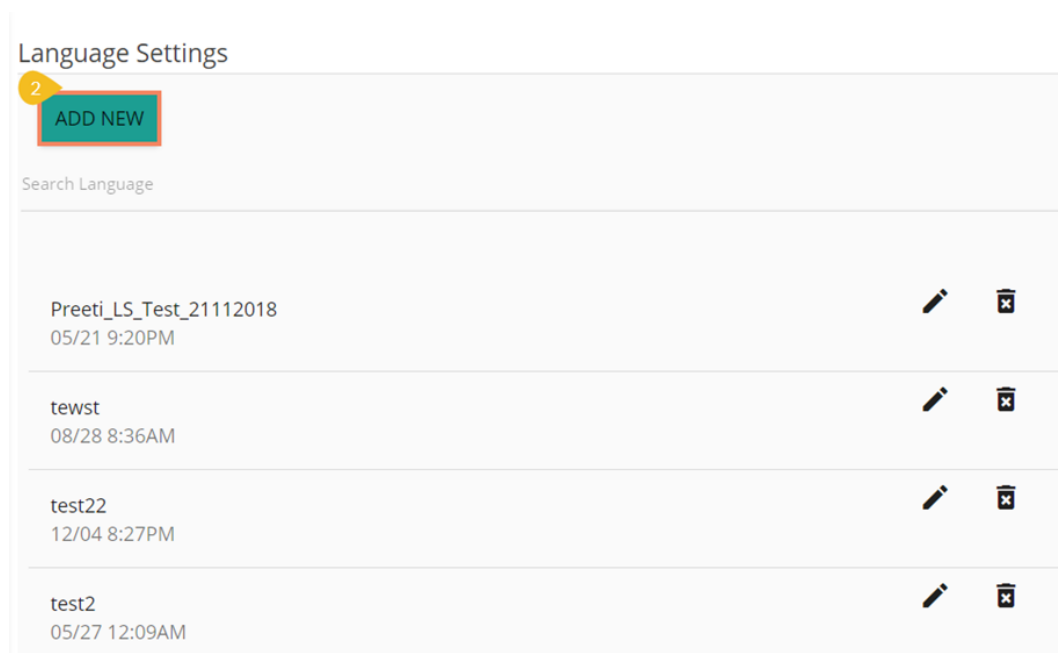 Language Settings
2
ADD NEW
Search Language
Preeti_LS_Test_21112018
05/21 9:20PM
tewst
08/28 8:36AM
test22
12/04 8:27PM
test2
05/27 12:09AM